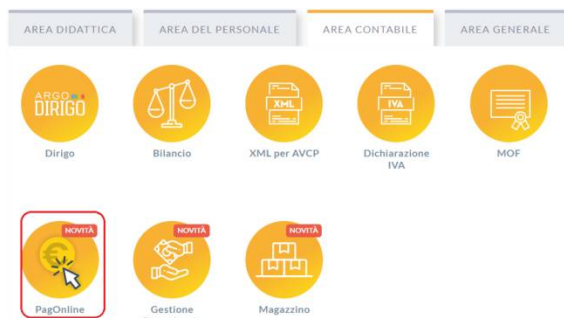 AREA DIDATTICA AREA DEL PERSONALE AREA CONTABILE AREA GENERALE
ARGO
DIRIGO
XML
IVA
Dirigo Bilancio XML per AVCP Dichiarazione MOF
IVA
NOVITÀ NOVITÀ NOVITÀ
€
PagOnline Gestione Magazzino